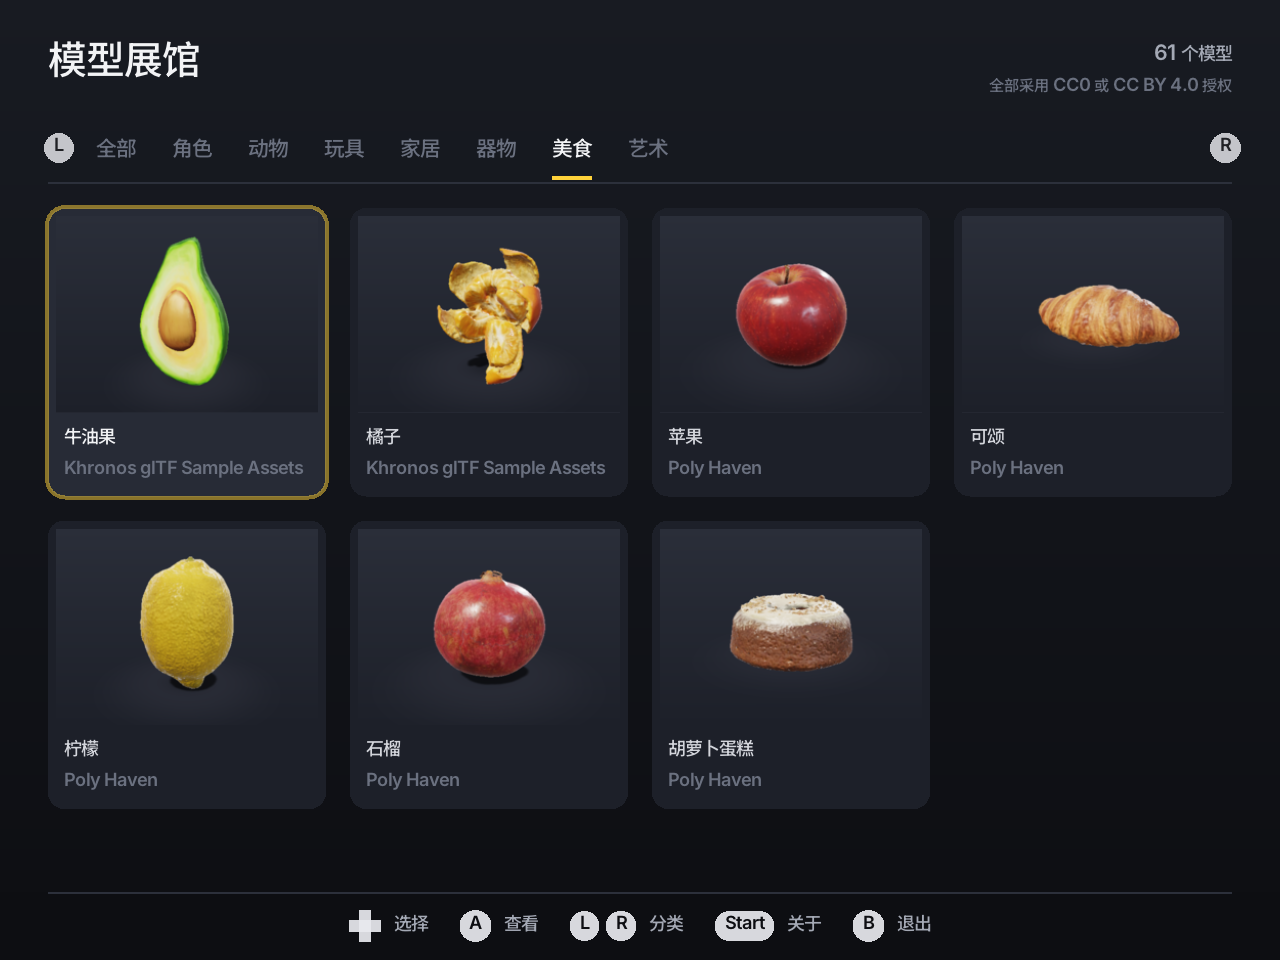 模型展馆
61 个模型
全部采用 CC0 或 CC BY 4.0 授权
L 全部 角色 动物 玩具 家居 器物 美食 艺术 R
牛油果
Khronos glTF Sample Assets
橘子
Khronos glTF Sample Assets
苹果
Poly Haven
可颂
Poly Haven
柠檬
Poly Haven
石榴
Poly Haven
胡萝卜蛋糕
Poly Haven
选择 A 查看 L R 分类 Start 关于 B 退出